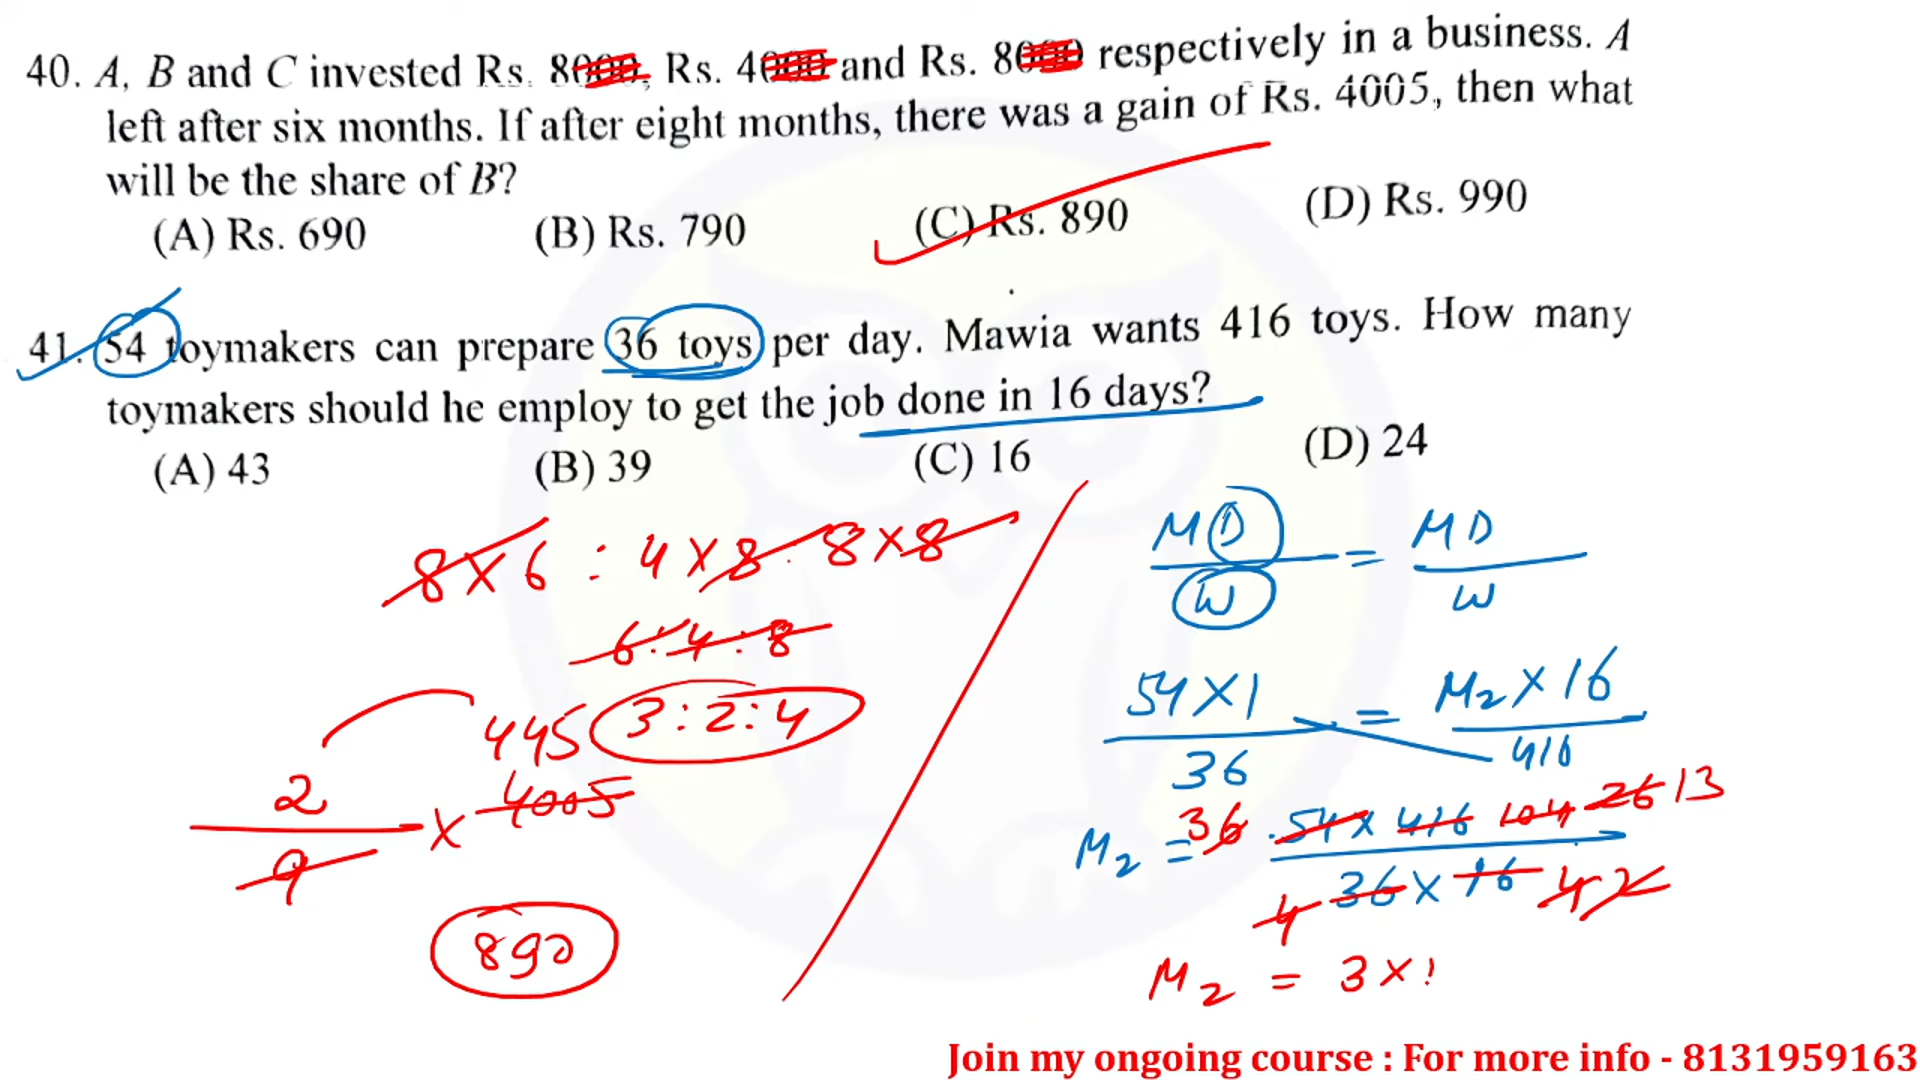 40. A, B and C invested Rs. 8000, Rs. 4000 and Rs. 8000 respectively in a business. A
left after six months. If after eight months, there was a gain of Rs. 4005, then what
will be the share of B?
(A) Rs. 690 (B) Rs. 790 (C) Rs. 890 (D) Rs. 990
41. 54 toymakers can prepare 36 toys per day. Mawia wants 416 toys. How many
toymakers should he employ to get the job done in 16 days?
(A) 43 (B) 39 (C) 16 (D) 24
8 × 6 : 4 × 8 : 8 × 8
6 : 4 : 8
445 3 : 2 : 4
2
9
× 4005
890
MD = MD
W W
54 × 1 = M2 × 16
36 416
M2 = 36 54 × 416 104 26 13
4 36 × 16 4 2
M2 = 3 ×
Join my ongoing course : For more info - 8131959163